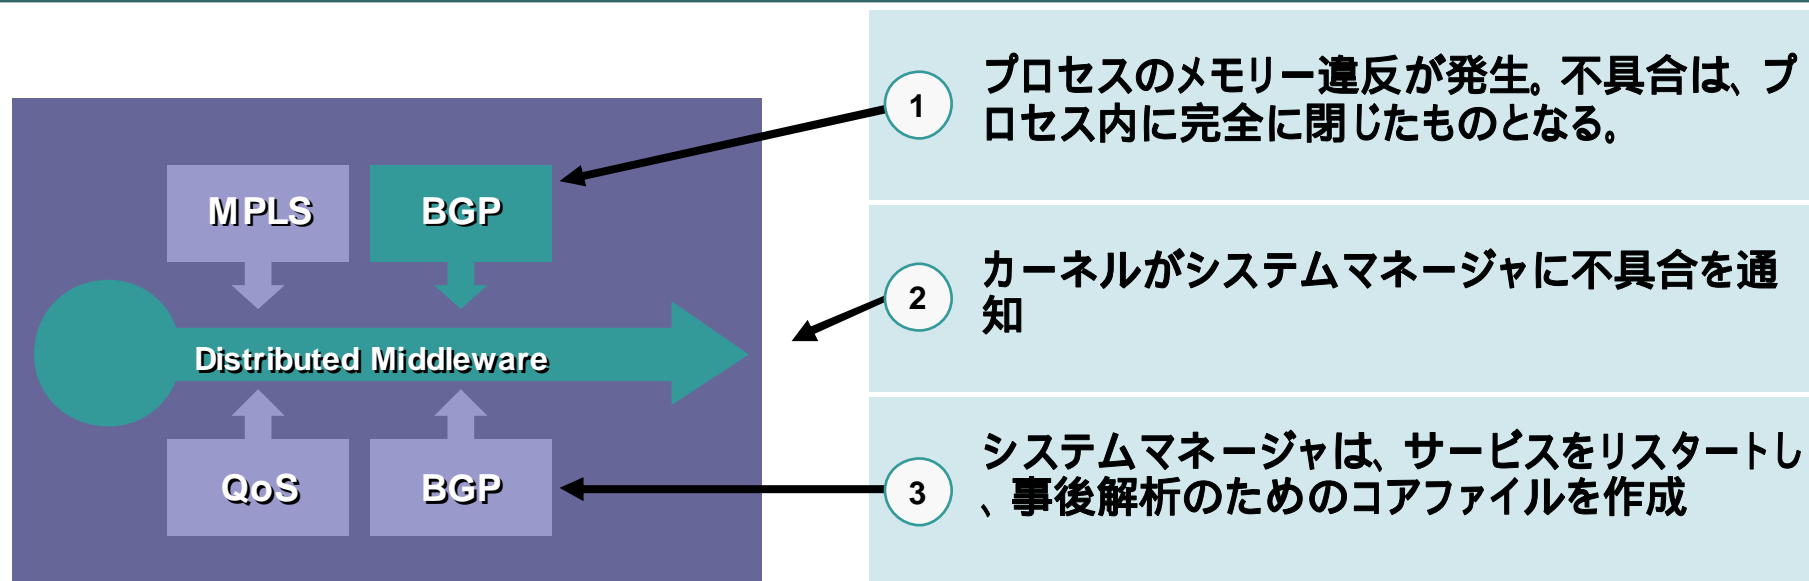 MPLS
BGP
Distributed Middleware
QoS
BGP
1
プロセスのメモリー違反が発生。不具合は、プ
ロセス内に完全に閉じたものとなる。
2
カーネルがシステムマネージャに不具合を通
知
3
システムマネージャは、サービスをリスタートし
、事後解析のためのコアファイルを作成